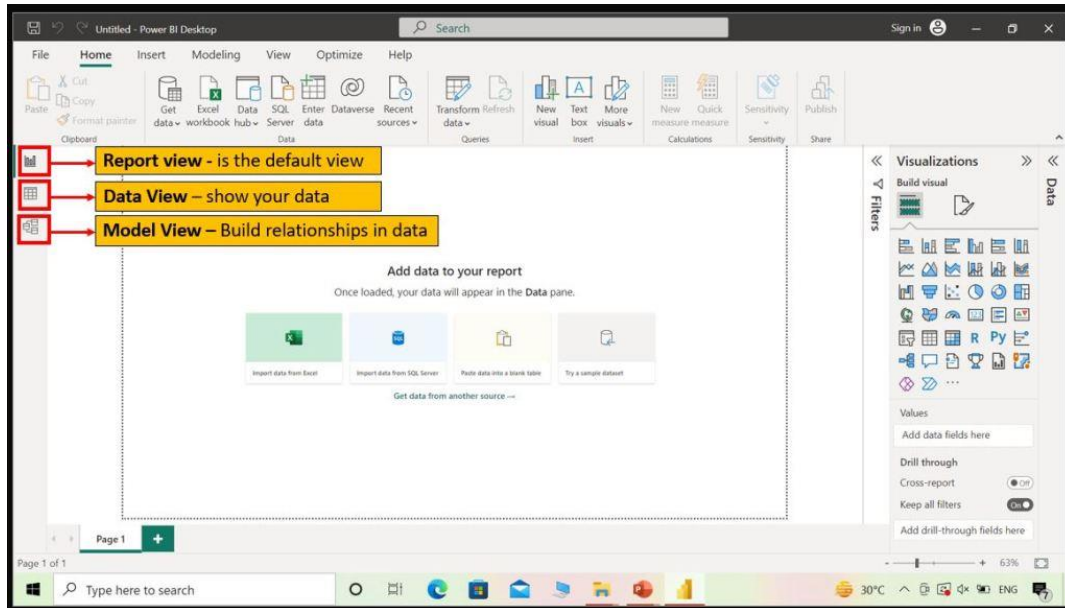 Untitled - Power BI Desktop
Search
Sign in
File Home Insert Modeling View Optimize Help
Paste
Cut
Copy
Format painter
Get data
Excel workbook
Data hub
SQL Server
Enter data
Dataverse
Recent sources
Transform data
Refresh
New visual
Text box
More visuals
New measure
Quick measure
Sensitivity
Publish
Clipboard Data Queries Insert Calculations Sensitivity Share
Report view - is the default view
Data View – show your data
Model View – Build relationships in data
Add data to your report
Once loaded, your data will appear in the Data pane.
Import data from Excel
Import data from SQL Server
Paste data into a blank table
Try a sample dataset
Get data from another source →
Filters
Visualizations
Build visual
R Py
123
Values
Add data fields here
Drill through
Cross-report Off
Keep all filters On
Add drill-through fields here
Data
Page 1
Page 1 of 1
63%
Type here to search
30°C
ENG
7